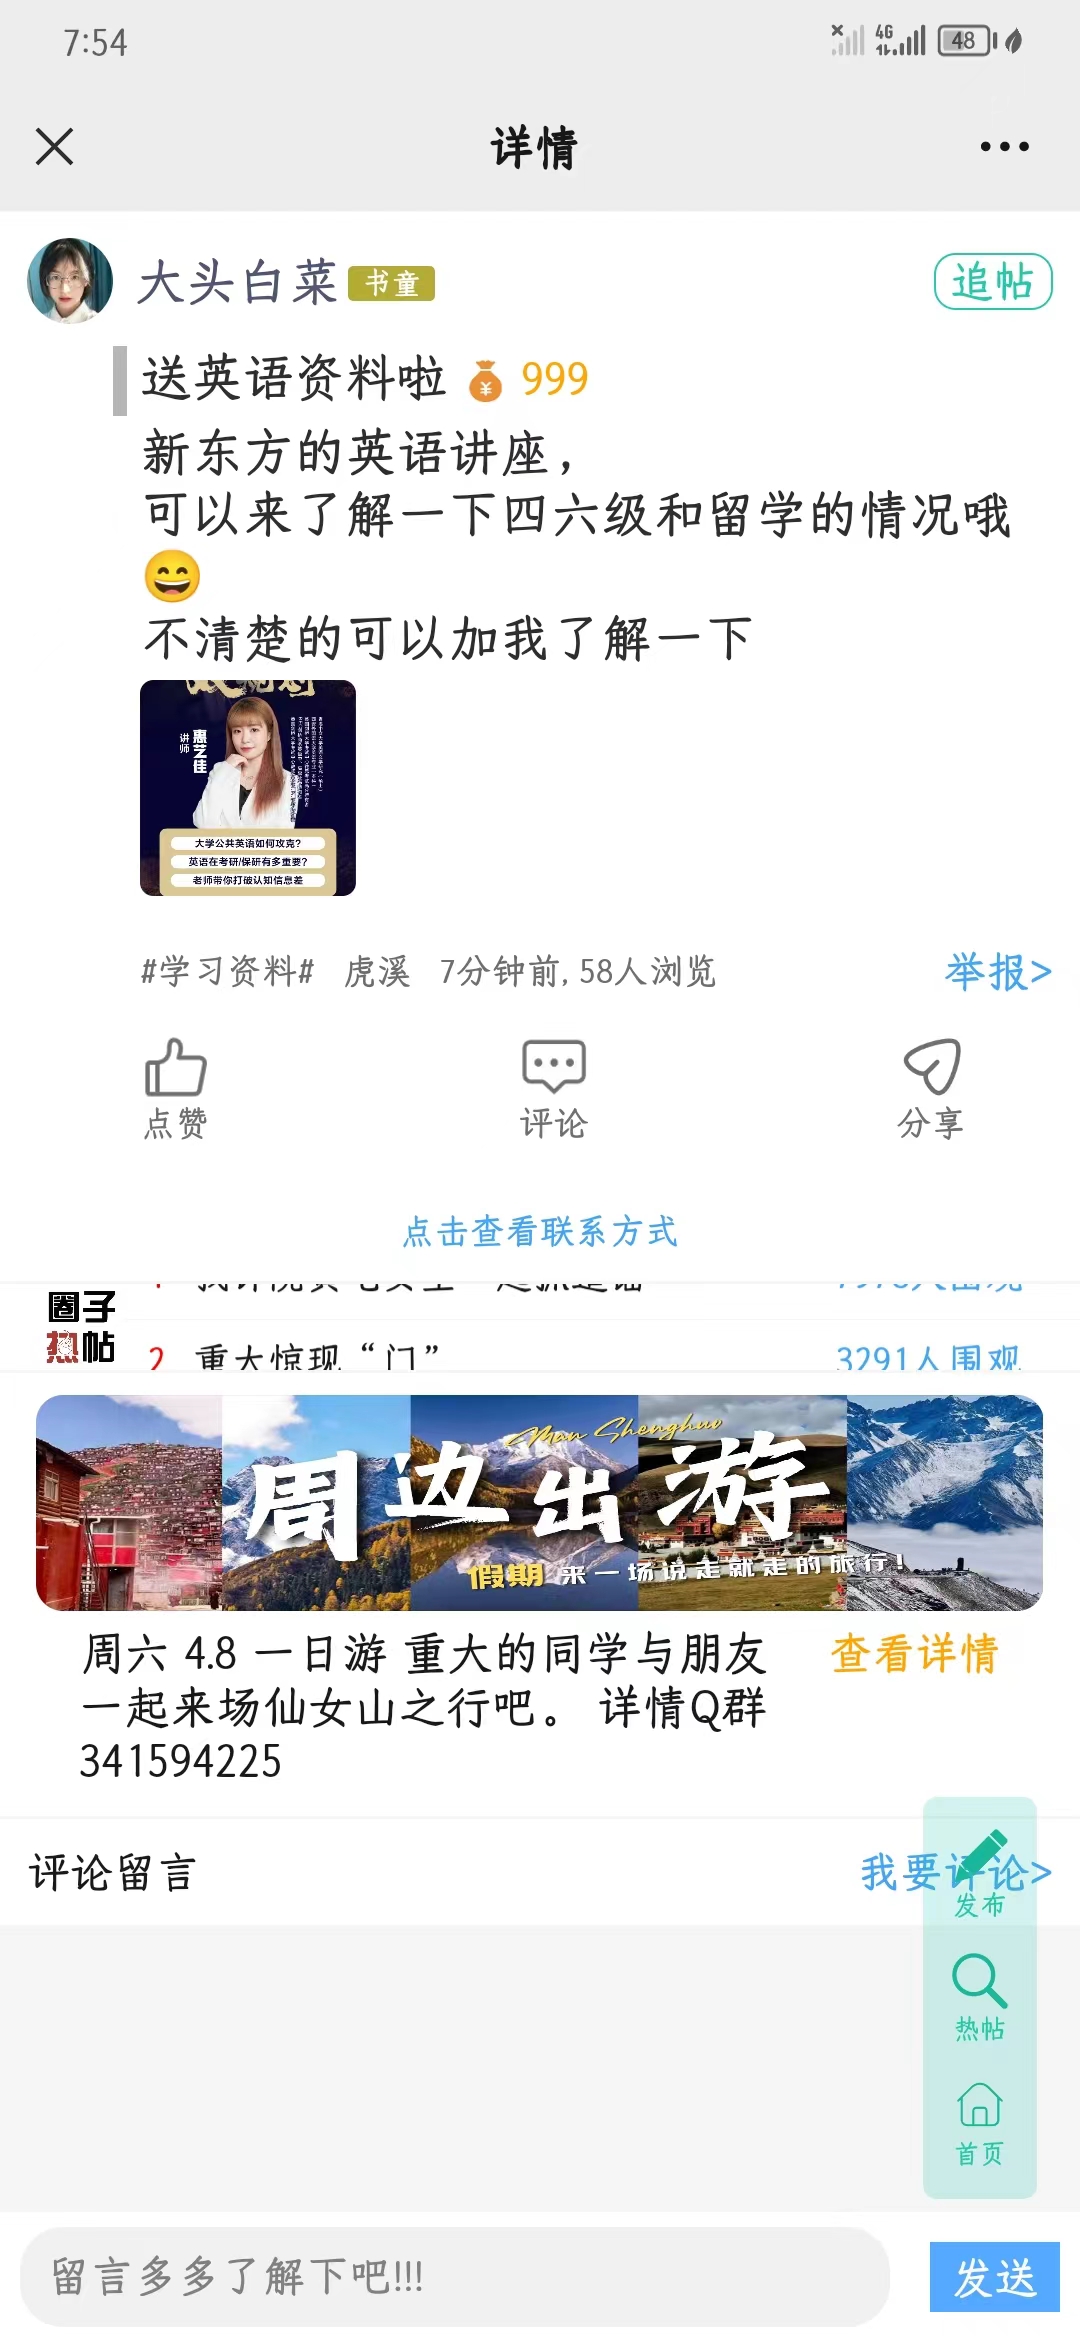 7:54
4G
48
详情
大头白菜 书童
追帖
送英语资料啦 999
新东方的英语讲座，
可以来了解一下四六级和留学的情况哦
😄
不清楚的可以加我了解一下
讲师 惠艺佳
大学公共英语如何攻克?
英语在考研/保研有多重要?
老师带你打破认知信息差
#学习资料# 虎溪 7分钟前, 58人浏览
举报>
点赞
评论
分享
点击查看联系方式
圈子
热帖
2 重大惊现“门” 3291人围观
Man Shenghuo
周边出游
假期 来一场说走就走的旅行!
周六 4.8 一日游 重大的同学与朋友
一起来场仙女山之行吧。 详情Q群
341594225
查看详情
评论留言
我要评论>
发布
热帖
首页
留言多多了解下吧!!!
发送